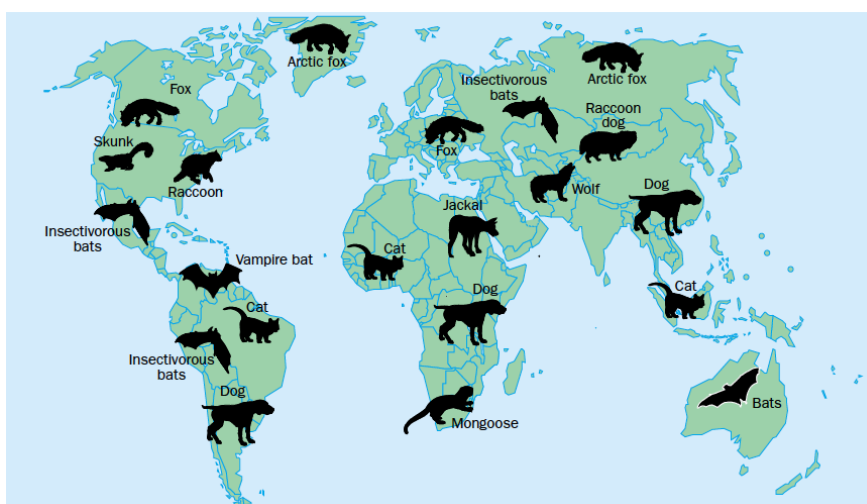 Arctic fox
Fox
Skunk
Raccoon
Insectivorous
bats
Vampire bat
Cat
Insectivorous
bats
Dog
Insectivorous
bats
Arctic fox
Raccoon
dog
Fox
Wolf
Dog
Jackal
Cat
Dog
Mongoose
Cat
Bats